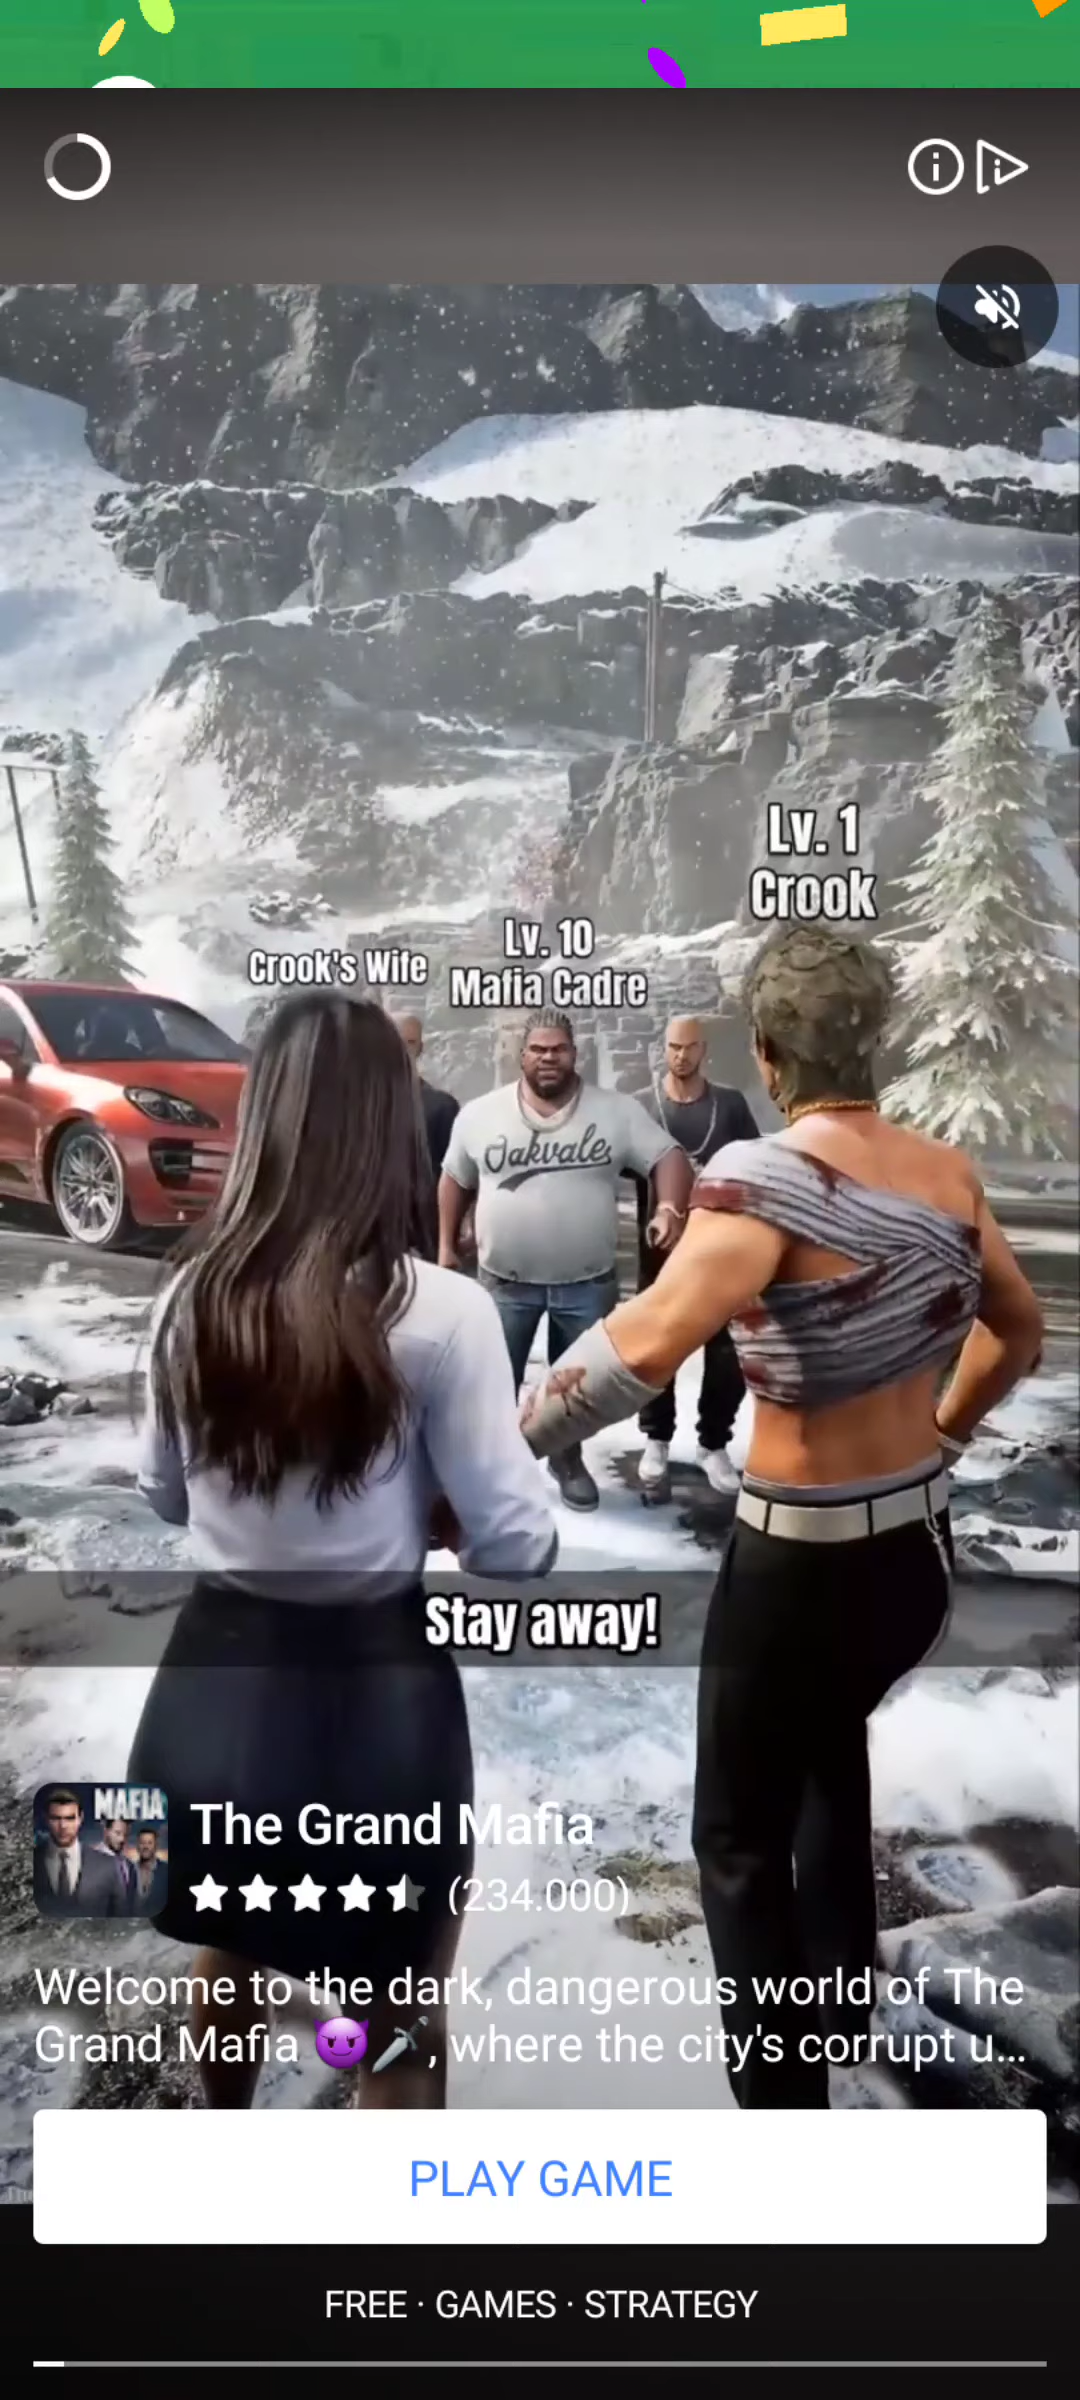 Lv. 1
Crook
Lv. 10
Mafia Cadre
Crook's Wife
Oakvale
Stay away!
MAFIA
The Grand Mafia
(234.000)
Welcome to the dark, dangerous world of The
Grand Mafia 😈🗡️, where the city's corrupt u...
PLAY GAME
FREE · GAMES · STRATEGY